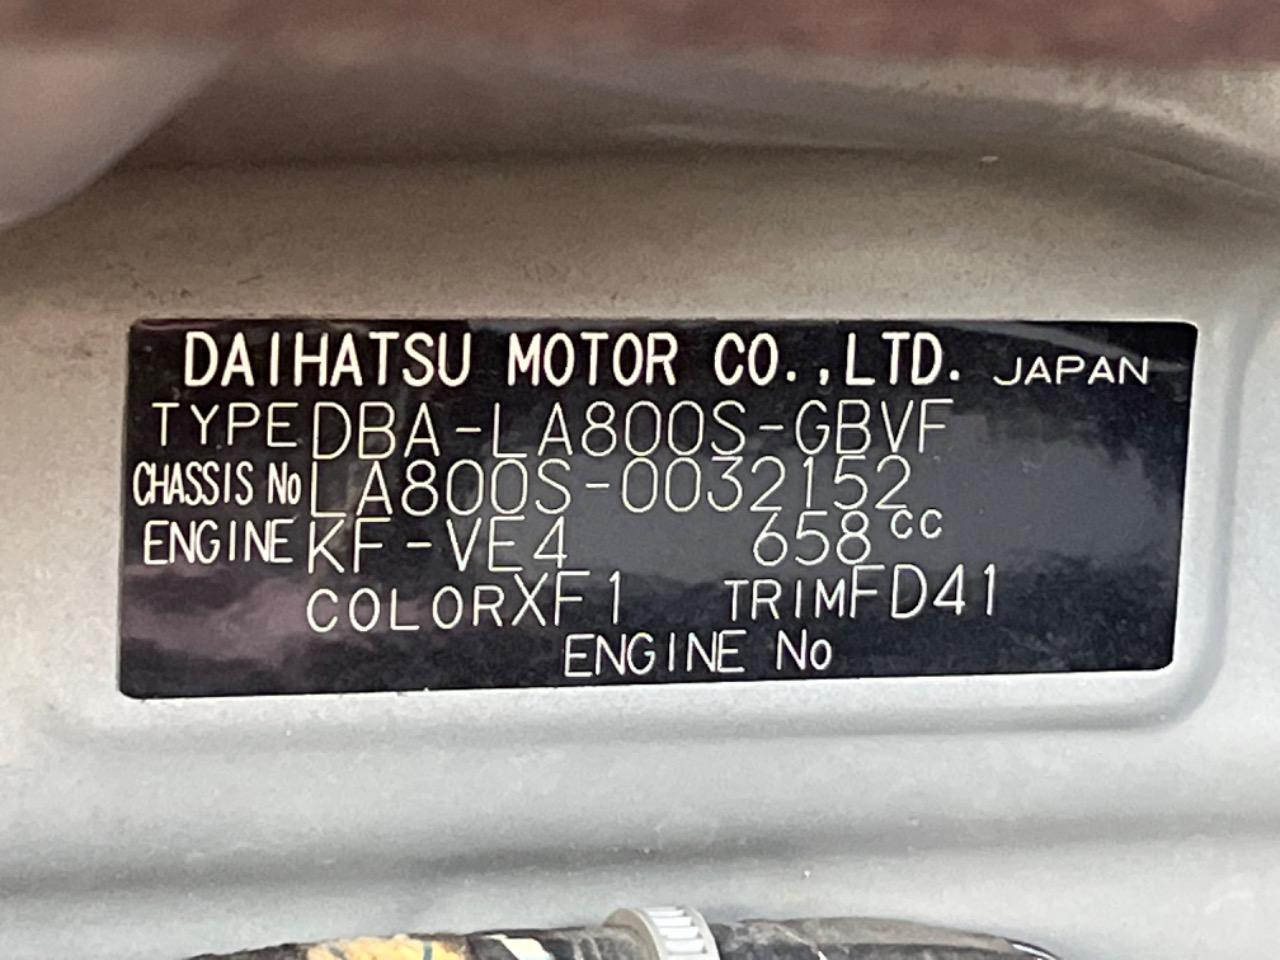 DAIHATSU MOTOR CO.,LTD. JAPAN
TYPE DBA-LA800S-GBVF
CHASSIS No LA800S-0032152
ENGINE KF-VE4 658cc
COLOR XF1 TRIM FD41
ENGINE No